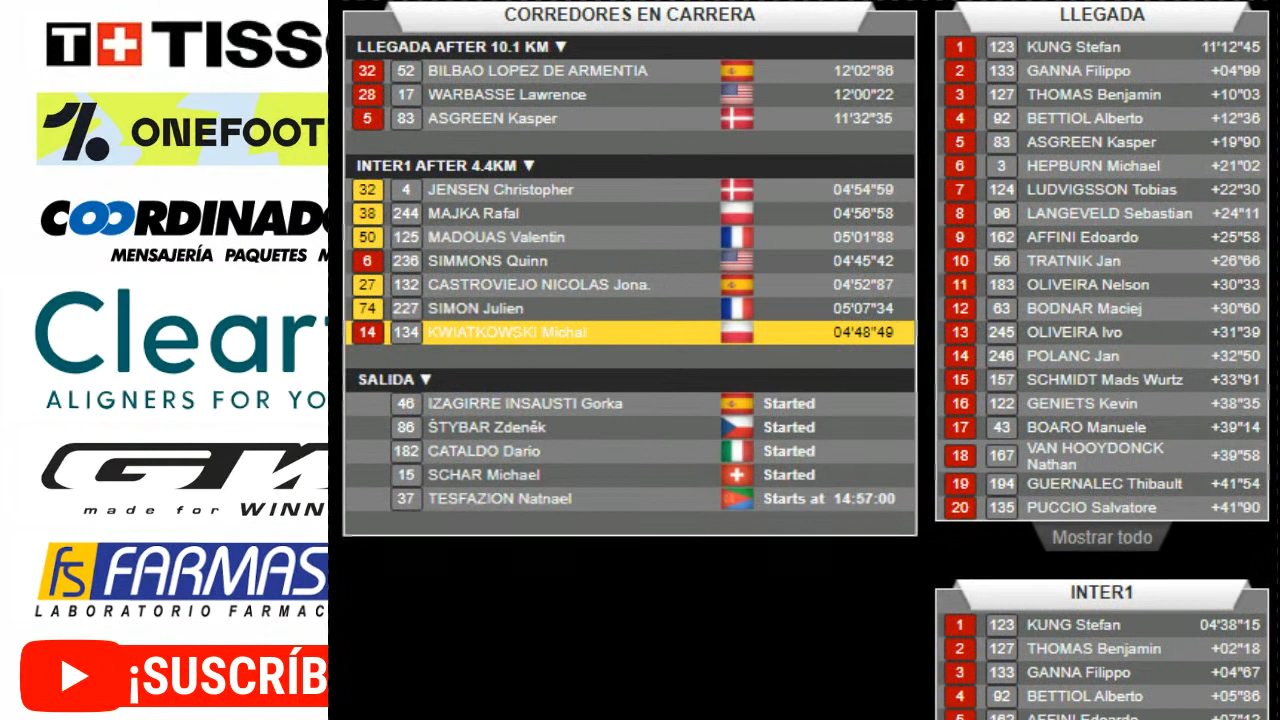 TISSO
ONEFOOT
COORDINADO
MENSAJERÍA PAQUETES M
Clear
ALIGNERS FOR YO
GW
made for WINN
fs FARMAS
LABORATORIO FARMAC
¡SUSCRÍB
CORREDORES EN CARRERA
LLEGADA AFTER 10.1 KM ▼
32 52 BILBAO LOPEZ DE ARMENTIA 12'02"86
28 17 WARBASSE Lawrence 12'00"22
5 83 ASGREEN Kasper 11'32"35
INTER1 AFTER 4.4KM ▼
32 4 JENSEN Christopher 04'54"59
38 244 MAJKA Rafal 04'56"58
50 125 MADOUAS Valentin 05'01"88
6 236 SIMMONS Quinn 04'45"42
27 132 CASTROVIEJO NICOLAS Jona. 04'52"87
74 227 SIMON Julien 05'07"34
14 134 KWIATKOWSKI Michal 04'48"49
SALIDA ▼
46 IZAGIRRE INSAUSTI Gorka Started
86 ŠTYBAR Zdeněk Started
182 CATALDO Dario Started
15 SCHAR Michael Started
37 TESFAZION Natnael Starts at 14:57:00
LLEGADA
1 123 KUNG Stefan 11'12"45
2 133 GANNA Filippo +04"99
3 127 THOMAS Benjamin +10"03
4 92 BETTIOL Alberto +12"36
5 83 ASGREEN Kasper +19"90
6 3 HEPBURN Michael +21"02
7 124 LUDVIGSSON Tobias +22"30
8 96 LANGEVELD Sebastian +24"11
9 162 AFFINI Edoardo +25"58
10 56 TRATNIK Jan +26"66
11 183 OLIVEIRA Nelson +30"33
12 63 BODNAR Maciej +30"60
13 245 OLIVEIRA Ivo +31"39
14 246 POLANC Jan +32"50
15 157 SCHMIDT Mads Wurtz +33"91
16 122 GENIETS Kevin +38"35
17 43 BOARO Manuele +39"14
18 167 VAN HOOYDONCK
Nathan +39"58
19 194 GUERNALEC Thibault +41"54
20 135 PUCCIO Salvatore +41"90
Mostrar todo
INTER1
1 123 KUNG Stefan 04'38"15
2 127 THOMAS Benjamin +02"18
3 133 GANNA Filippo +04"67
4 92 BETTIOL Alberto +05"86
5 162 AFFINI Edoardo +07"12